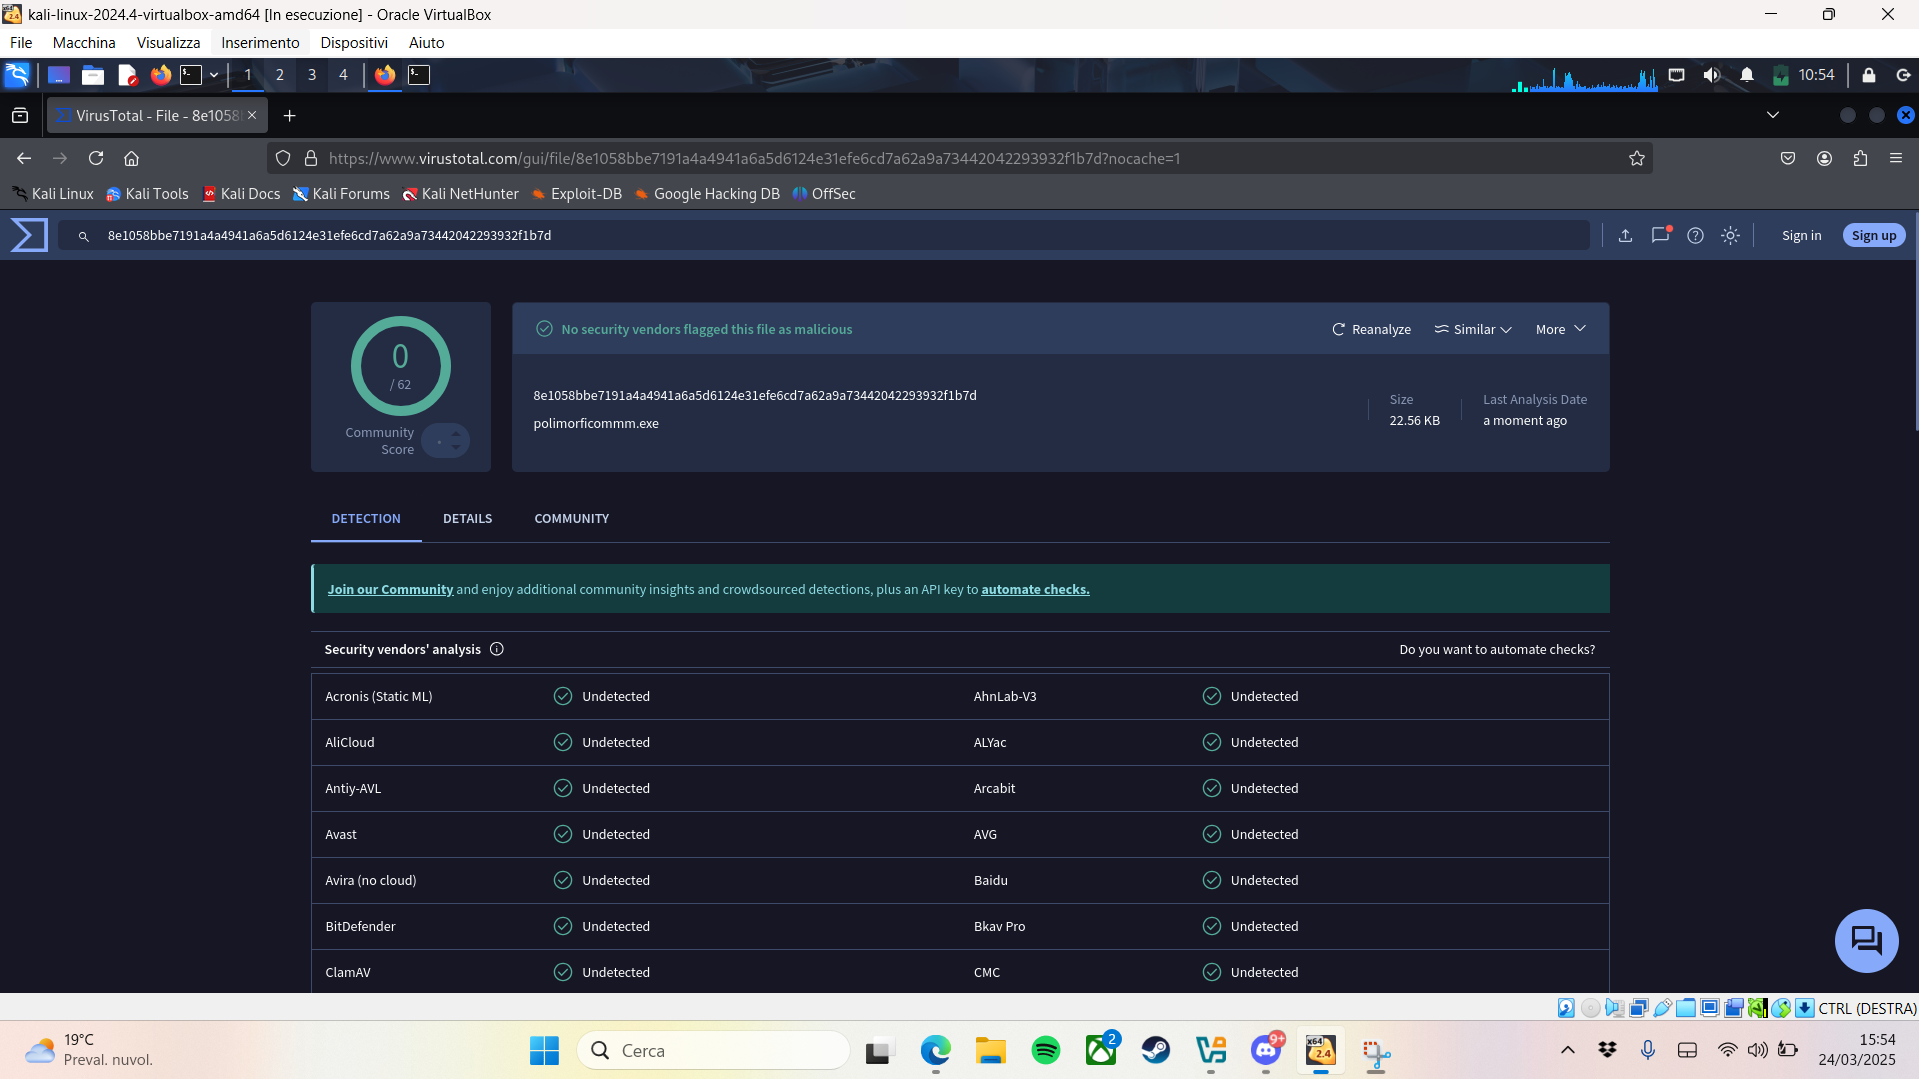 kali-linux-2024.4-virtualbox-amd64 [In esecuzione] - Oracle VirtualBox
File Macchina Visualizza Inserimento Dispositivi Aiuto
1 2 3 4 10:54
VirusTotal - File - 8e1058
https://www.virustotal.com/gui/file/8e1058bbe7191a4a4941a6a5d6124e31efe6cd7a62a9a73442042293932f1b7d?nocache=1
Kali Linux Kali Tools Kali Docs Kali Forums Kali NetHunter Exploit-DB Google Hacking DB OffSec
8e1058bbe7191a4a4941a6a5d6124e31efe6cd7a62a9a73442042293932f1b7d Sign in Sign up
0
/ 62
Community
Score
No security vendors flagged this file as malicious Reanalyze Similar More
8e1058bbe7191a4a4941a6a5d6124e31efe6cd7a62a9a73442042293932f1b7d
polimorficommm.exe
Size
22.56 KB
Last Analysis Date
a moment ago
DETECTION DETAILS COMMUNITY
Join our Community and enjoy additional community insights and crowdsourced detections, plus an API key to automate checks.
Security vendors' analysis Do you want to automate checks?
Acronis (Static ML) Undetected AhnLab-V3 Undetected
AliCloud Undetected ALYac Undetected
Antiy-AVL Undetected Arcabit Undetected
Avast Undetected AVG Undetected
Avira (no cloud) Undetected Baidu Undetected
BitDefender Undetected Bkav Pro Undetected
ClamAV Undetected CMC Undetected
CTRL (DESTRA)
19°C
Preval. nuvol.
Cerca
2
9+
x64
2.4
15:54
24/03/2025